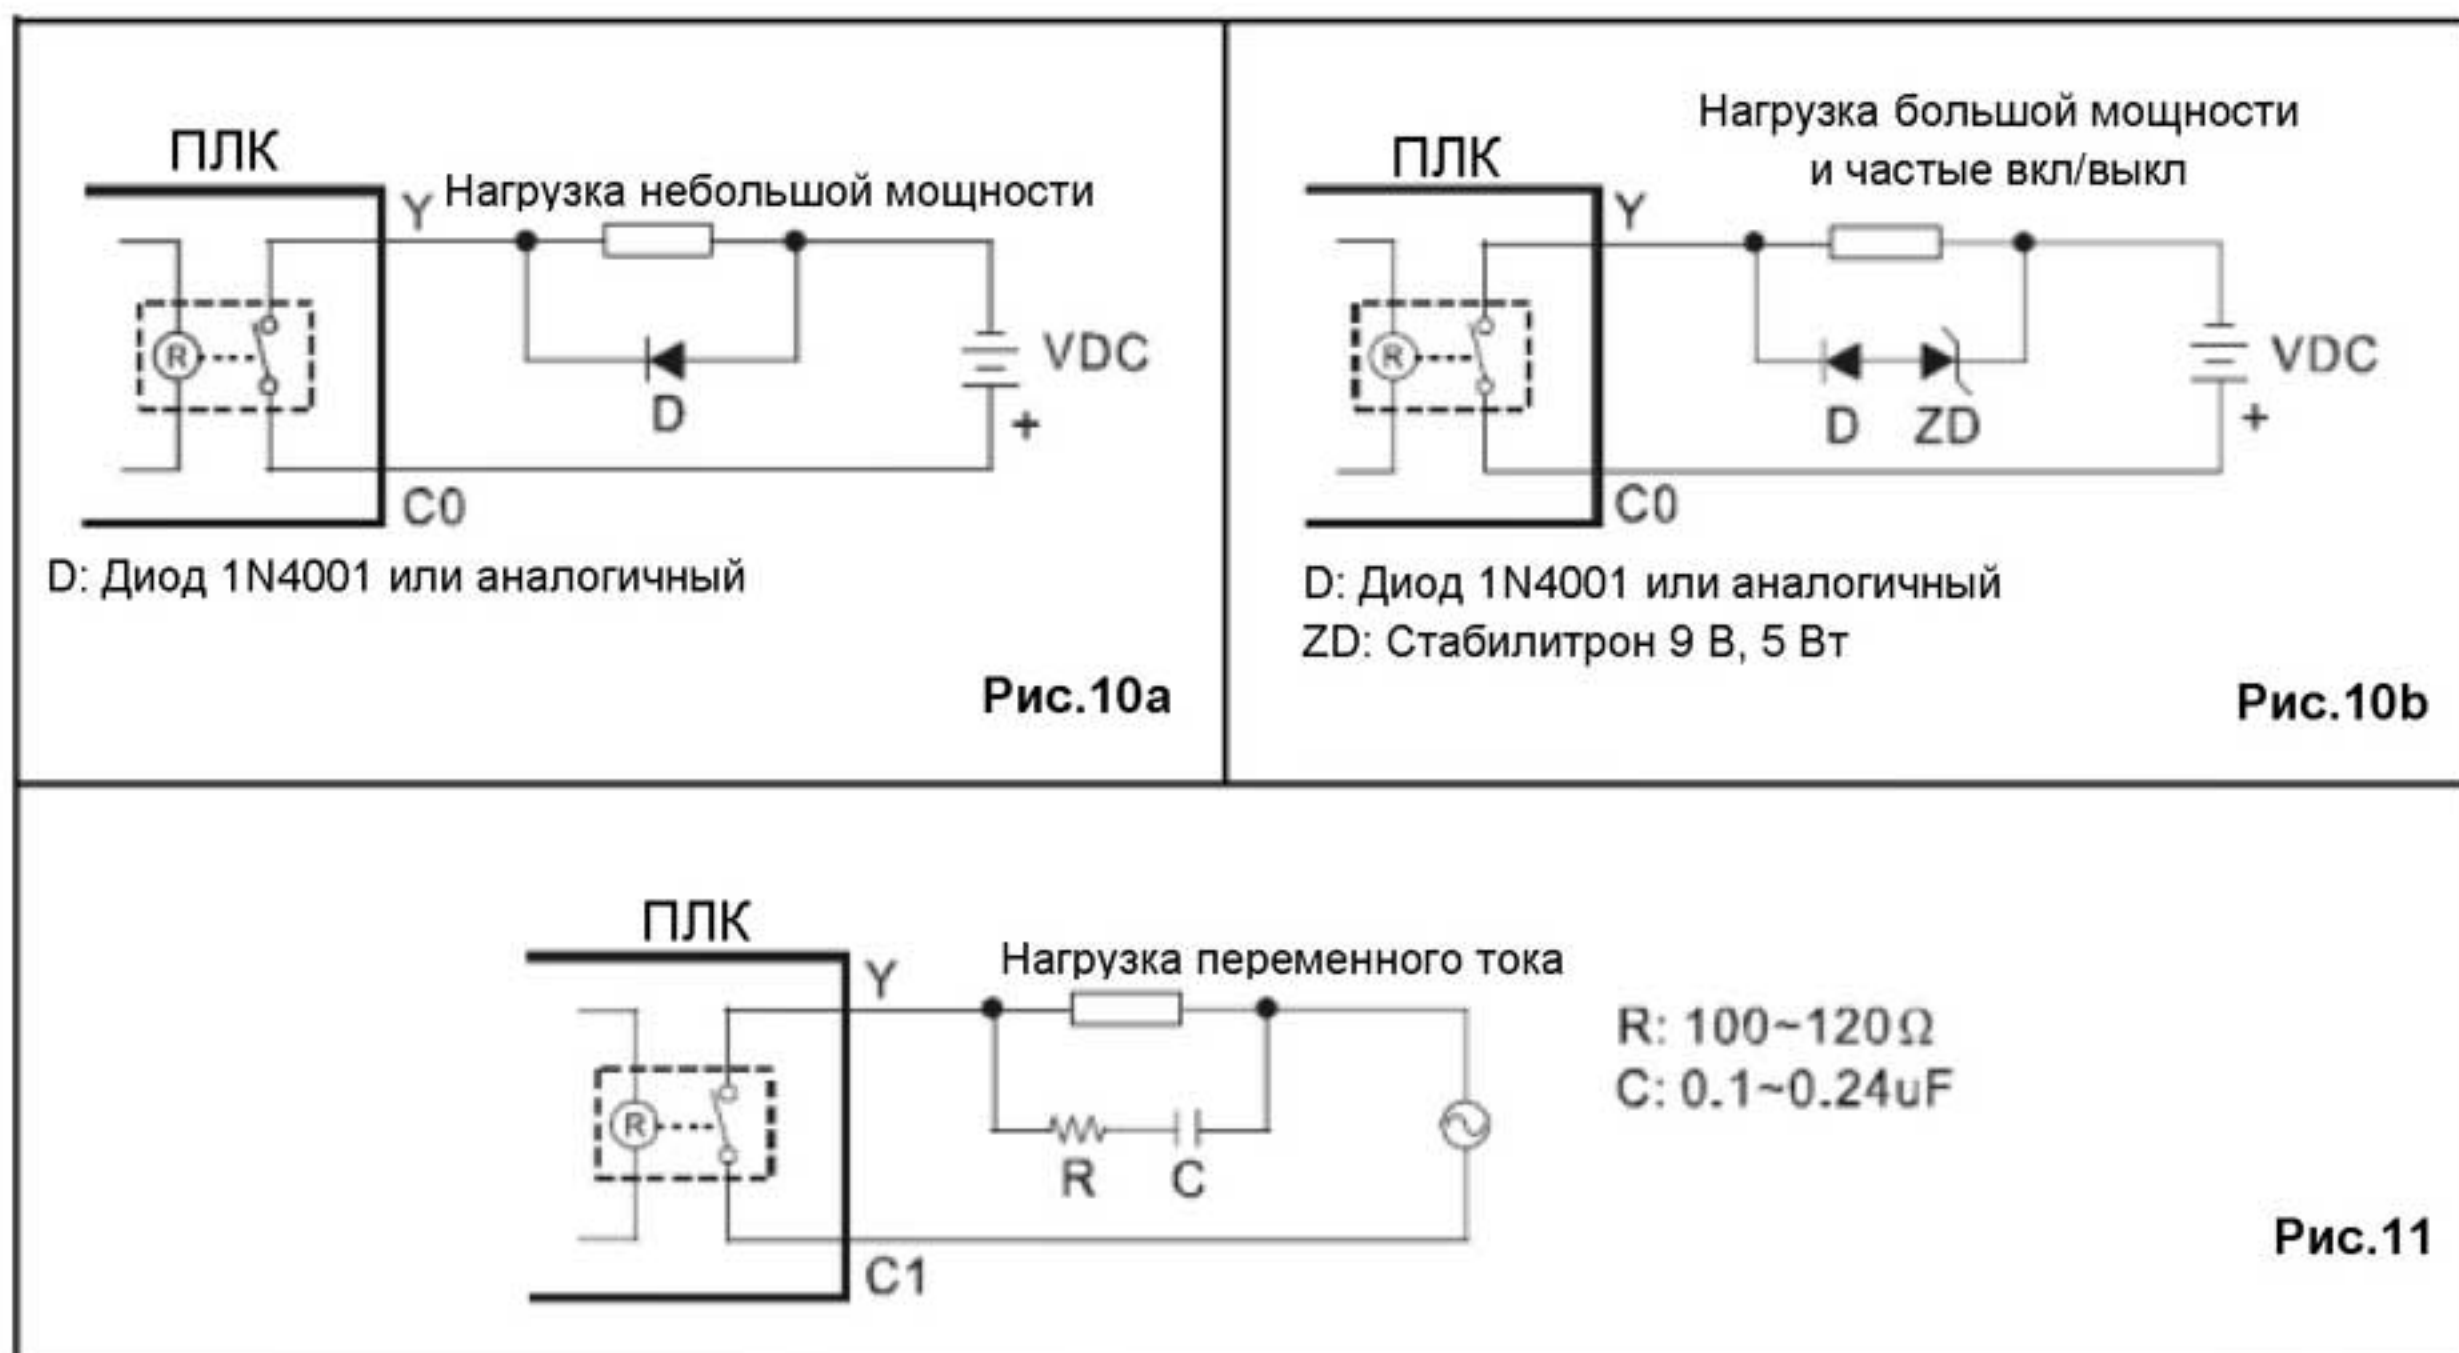 ПЛК
Y
Нагрузка небольшой мощности
R
VDC
D
+
C0
D: Диод 1N4001 или аналогичный
Рис.10a
Нагрузка большой мощности
и частые вкл/выкл
ПЛК
Y
R
VDC
D ZD
+
C0
D: Диод 1N4001 или аналогичный
ZD: Стабилитрон 9 В, 5 Вт
Рис.10b
ПЛК
Y
Нагрузка переменного тока
R
R C
C1
R: 100~120Ω
C: 0.1~0.24uF
Рис.11